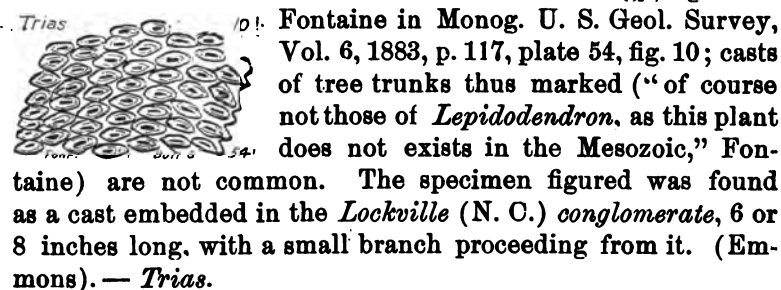 Trias
Fontaine in Monog. U. S. Geol. Survey,
Vol. 6, 1883, p. 117, plate 54, fig. 10; casts
of tree trunks thus marked (“of course
not those of Lepidodendron, as this plant
does not exists in the Mesozoic,” Fon-
taine) are not common. The specimen figured was found
as a cast embedded in the Lockville (N. C.) conglomerate, 6 or
8 inches long, with a small branch proceeding from it. (Em-
mons). — Trias.